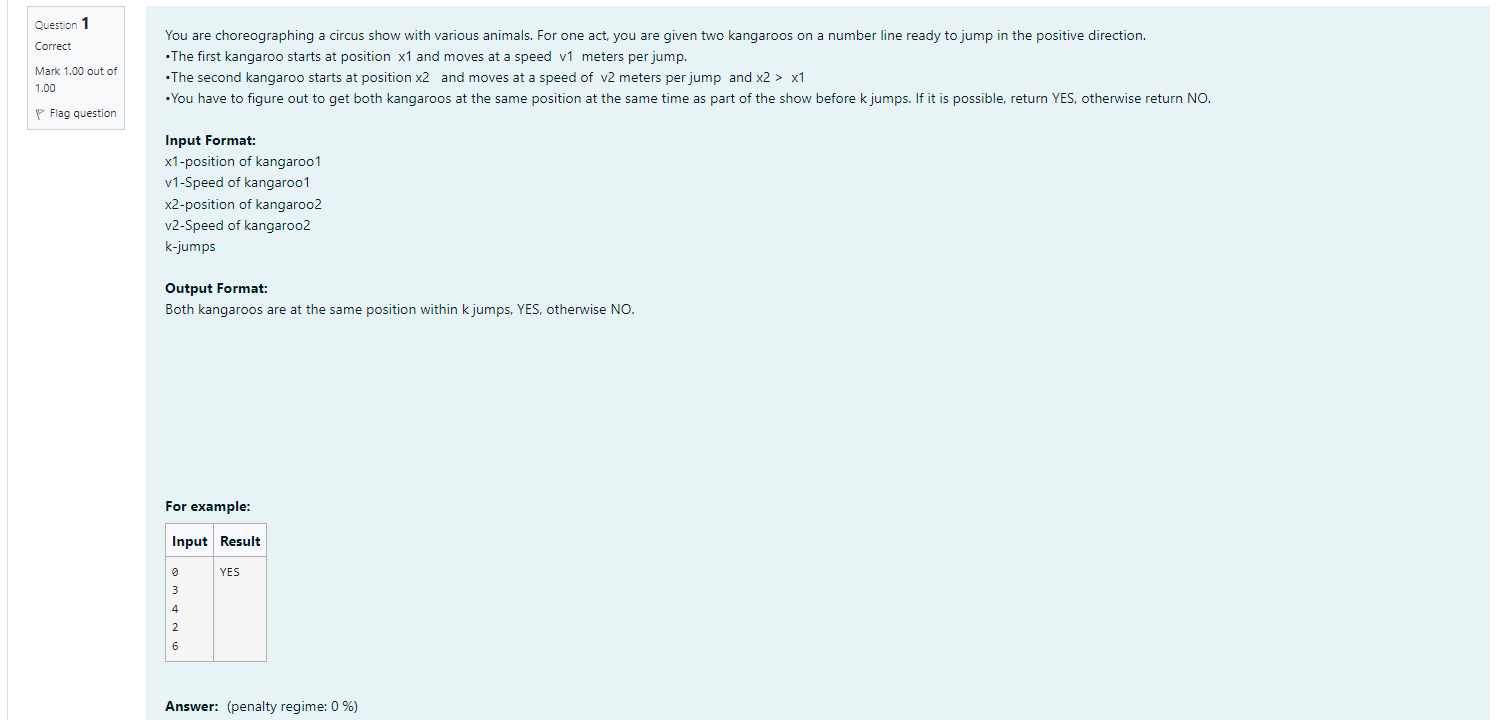 Question 1
Correct
Mark 1.00 out of
1.00
Flag question
You are choreographing a circus show with various animals. For one act, you are given two kangaroos on a number line ready to jump in the positive direction.
•The first kangaroo starts at position x1 and moves at a speed v1 meters per jump.
•The second kangaroo starts at position x2 and moves at a speed of v2 meters per jump and x2 > x1
•You have to figure out to get both kangaroos at the same position at the same time as part of the show before k jumps. If it is possible, return YES, otherwise return NO.
Input Format:
x1-position of kangaroo1
v1-Speed of kangaroo1
x2-position of kangaroo2
v2-Speed of kangaroo2
k-jumps
Output Format:
Both kangaroos are at the same position within k jumps, YES, otherwise NO.
For example:
Input Result
0 YES
3
4
2
6
Answer: (penalty regime: 0 %)